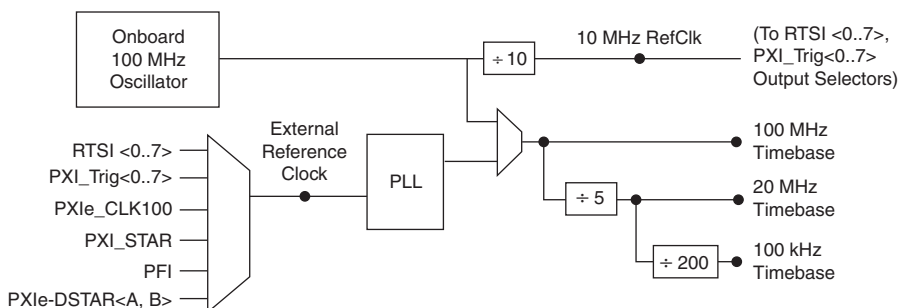 Onboard
100 MHz
Oscillator
÷ 10
10 MHz RefClk
(To RTSI <0..7>,
PXI_Trig<0..7>
Output Selectors)
RTSI <0..7>
PXI_Trig<0..7>
PXIe_CLK100
PXI_STAR
PFI
PXIe-DSTAR<A, B>
External
Reference
Clock
PLL
100 MHz
Timebase
÷ 5
20 MHz
Timebase
÷ 200
100 kHz
Timebase